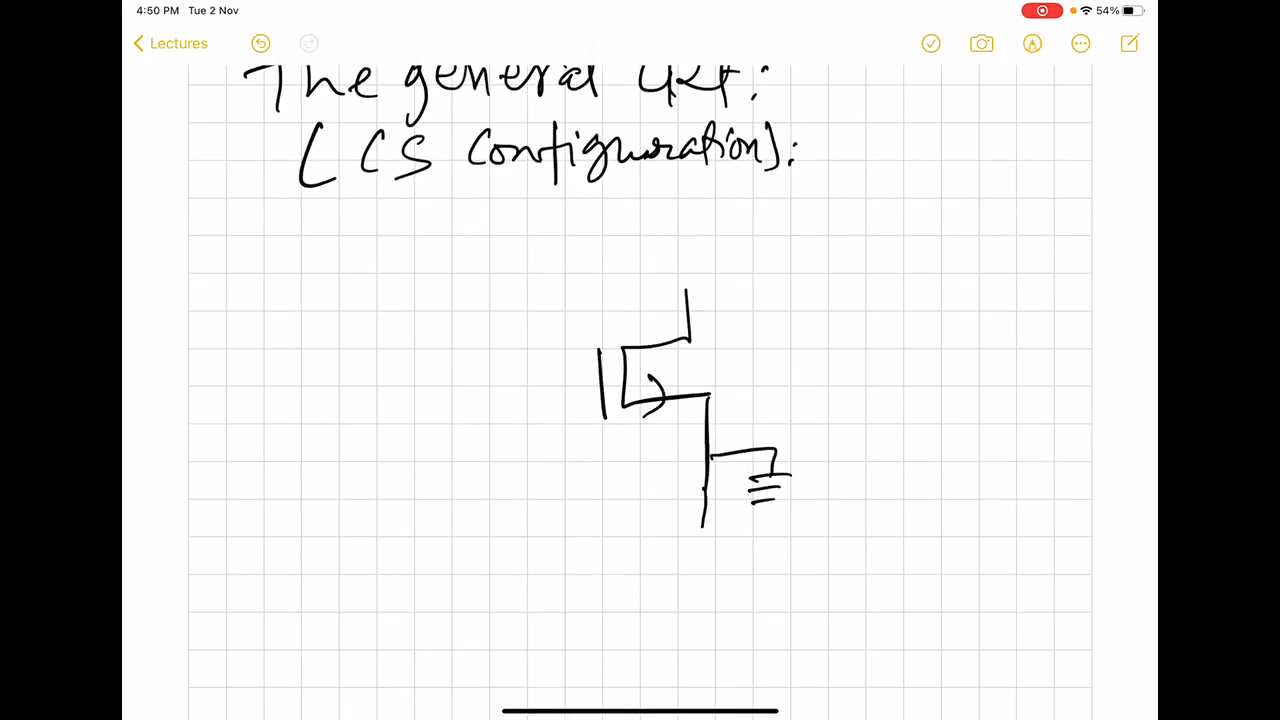 4:50 PM Tue 2 Nov
54%
Lectures
The general CKT:
(CS Configuration):